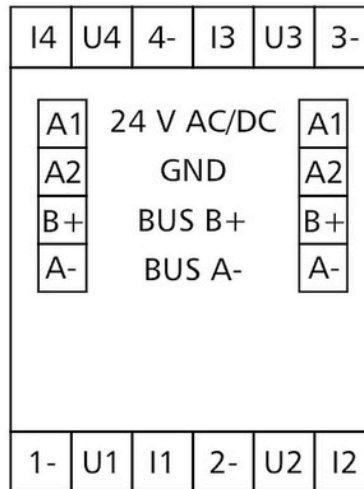 I4 U4 4- I3 U3 3-
A1 24 V AC/DC A1
A2 GND A2
B+ BUS B+ B+
A- BUS A- A-
1- U1 I1 2- U2 I2